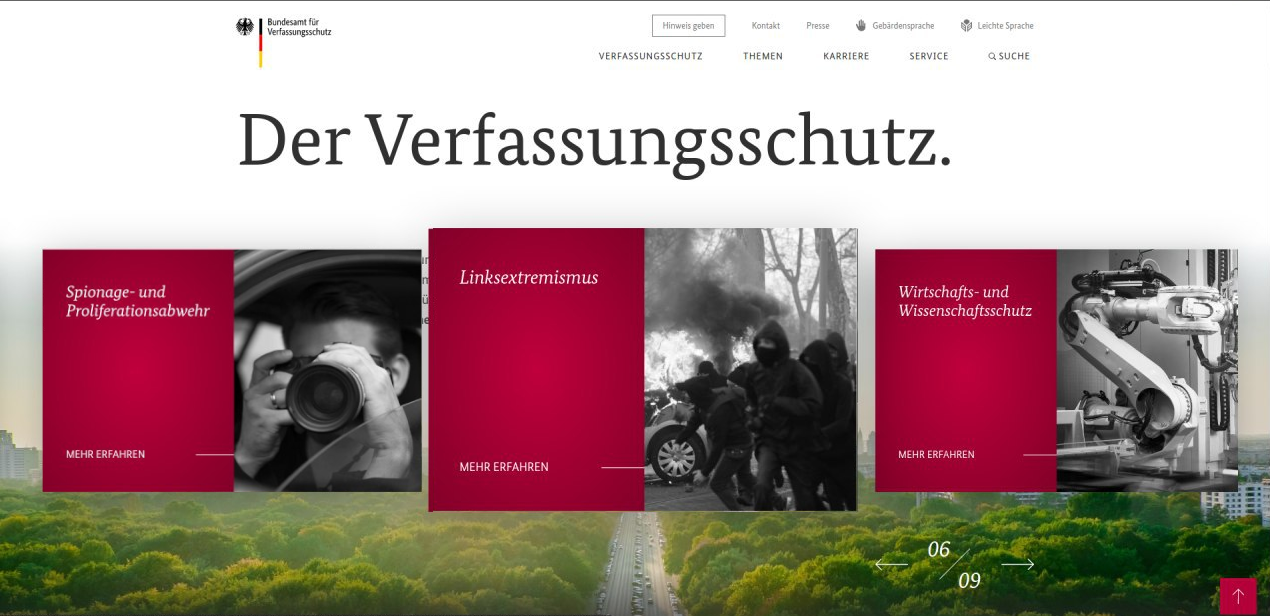 Bundesamt für
Verfassungsschutz
Hinweis geben
Kontakt
Presse
Gebärdensprache
Leichte Sprache
VERFASSUNGSSCHUTZ
THEMEN
KARRIERE
SERVICE
SUCHE
Der Verfassungsschutz.
Spionage- und
Proliferationsabwehr
MEHR ERFAHREN
Linksextremismus
MEHR ERFAHREN
Wirtschafts- und
Wissenschaftsschutz
MEHR ERFAHREN
06
09